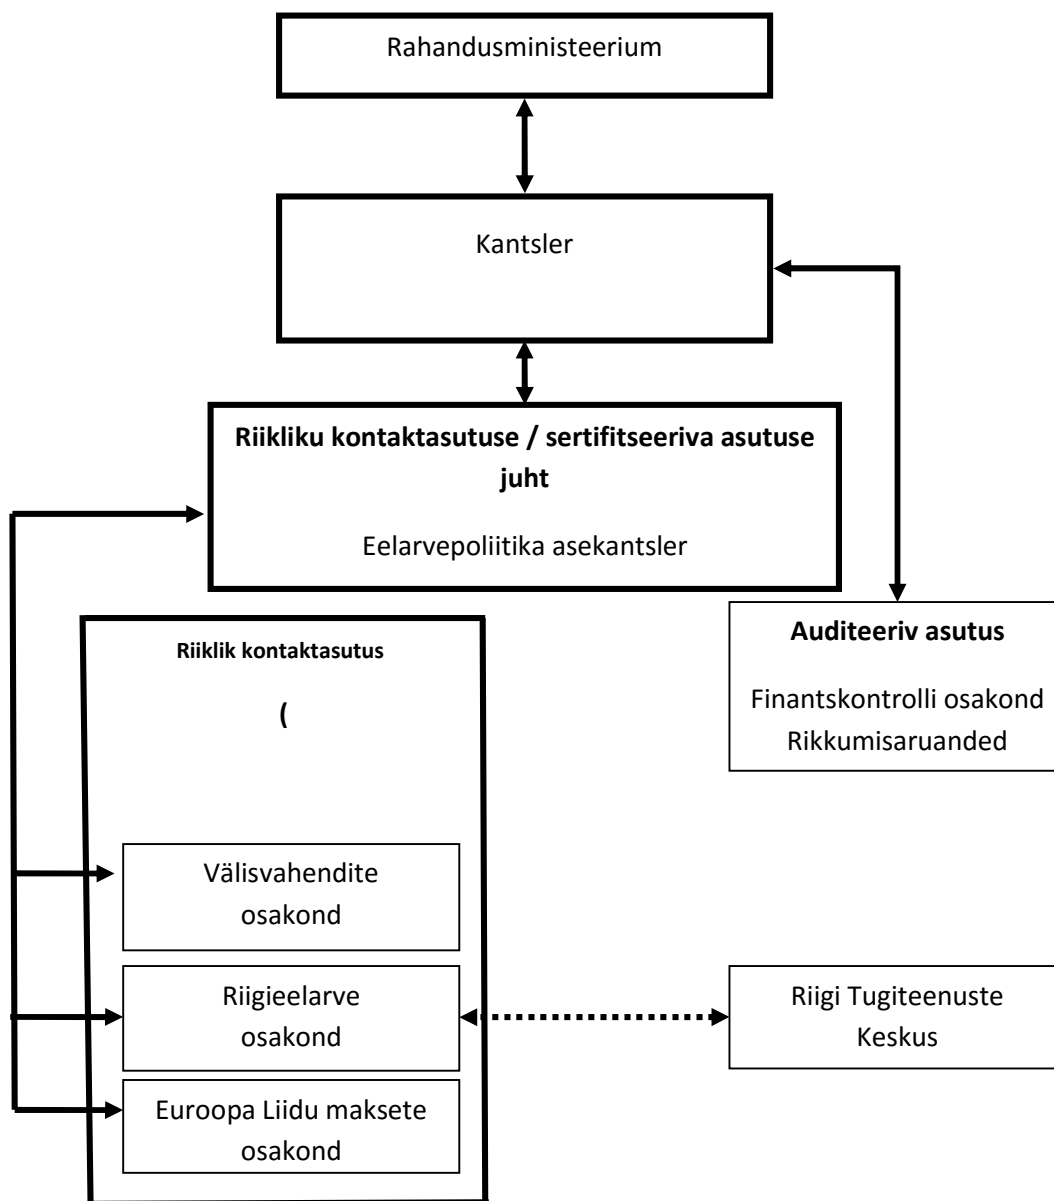 Rahandusministeerium
Kantsler
Riikliku kontaktasutuse / sertifitseeriva asutuse
juht
Eelarvepoliitika asekantsler
Auditeeriv asutus
Finantskontrolli osakond
Rikkumisaruanded
Riiklik kontaktasutus
(
Välisvahendite
osakond
Riigieelarve
osakond
Riigi Tugiteenuste
Keskus
Euroopa Liidu maksete
osakond